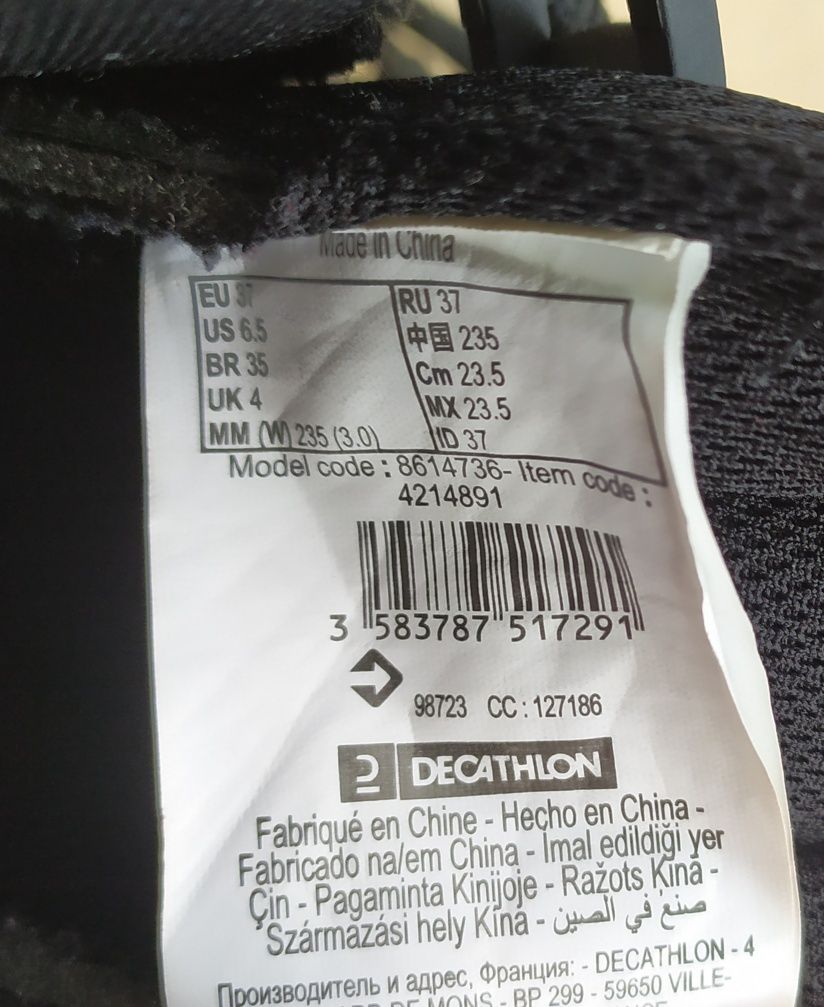 Made in China
EU 37
US 6.5
BR 35
UK 4
MM (W) 235 (3.0)
RU 37
中国 235
Cm 23.5
MX 23.5
ID 37
Model code : 8614736- Item code :
4214891
3 583787 517291
98723 CC : 127186
DECATHLON
Fabriqué en Chine - Hecho en China -
Fabricado na/em China - İmal edildiği yer
Çin - Pagaminta Kinijoje - Ražots Ķīnā -
Származási hely Kína - صنع في الصين
Производитель и адрес, Франция: - DECATHLON - 4
DE MONS - BP 299 - 59650 VILLE-